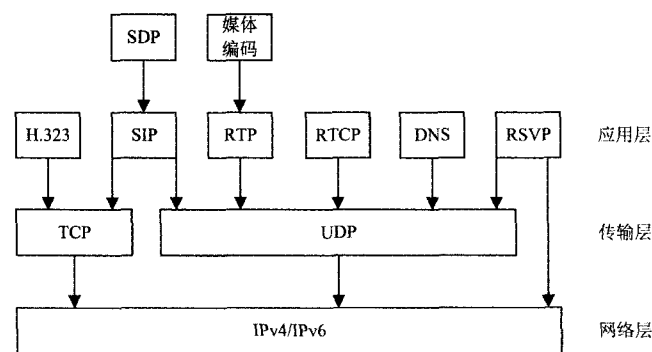 SDP
媒体
编码
H.323
SIP
RTP
RTCP
DNS
RSVP
应用层
TCP
UDP
传输层
IPv4/IPv6
网络层